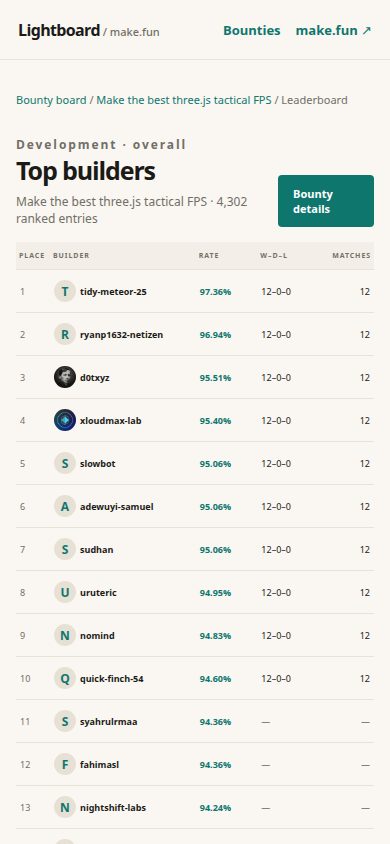 Lightboard / make.fun Bounties make.fun ↗
Bounty board / Make the best three.js tactical FPS / Leaderboard
Development · overall
Top builders
Make the best three.js tactical FPS · 4,302
ranked entries
Bounty
details
PLACE BUILDER RATE W–D–L MATCHES
1 T tidy-meteor-25 97.36% 12–0–0 12
2 R ryanp1632-netizen 96.94% 12–0–0 12
3 d0txyz 95.51% 12–0–0 12
4 xloudmax-lab 95.40% 12–0–0 12
5 S slowbot 95.06% 12–0–0 12
6 A adewuyi-samuel 95.06% 12–0–0 12
7 S sudhan 95.06% 12–0–0 12
8 U uruteric 94.95% 12–0–0 12
9 N nomind 94.83% 12–0–0 12
10 Q quick-finch-54 94.60% 12–0–0 12
11 S syahrulrmaa 94.36% — —
12 F fahimasl 94.36% — —
13 N nightshift-labs 94.24% — —